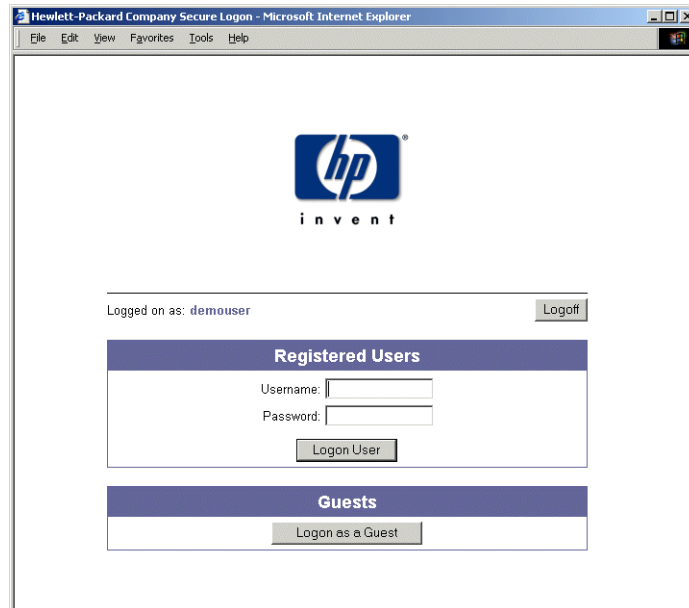 Hewlett-Packard Company Secure Logon - Microsoft Internet Explorer
File Edit View Favorites Tools Help
hp
®
invent
Logged on as: demouser
Logoff
Registered Users
Username:
Password:
Logon User
Guests
Logon as a Guest